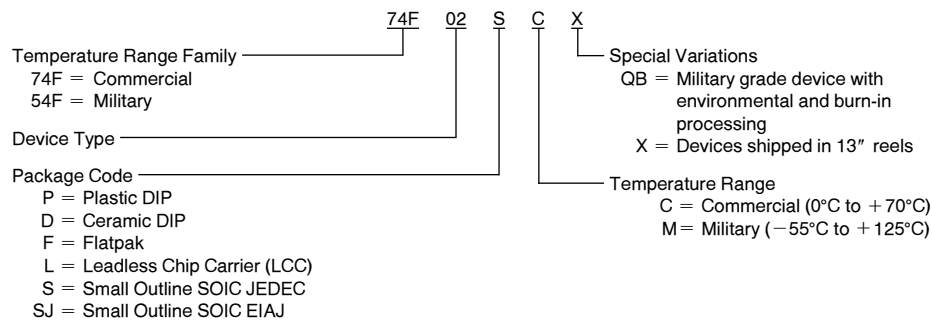 74F 02 S C X
Temperature Range Family
74F = Commercial
54F = Military
Device Type
Package Code
P = Plastic DIP
D = Ceramic DIP
F = Flatpak
L = Leadless Chip Carrier (LCC)
S = Small Outline SOIC JEDEC
SJ = Small Outline SOIC EIAJ
Special Variations
QB = Military grade device with
environmental and burn-in
processing
X = Devices shipped in 13″ reels
Temperature Range
C = Commercial (0°C to +70°C)
M = Military (−55°C to +125°C)